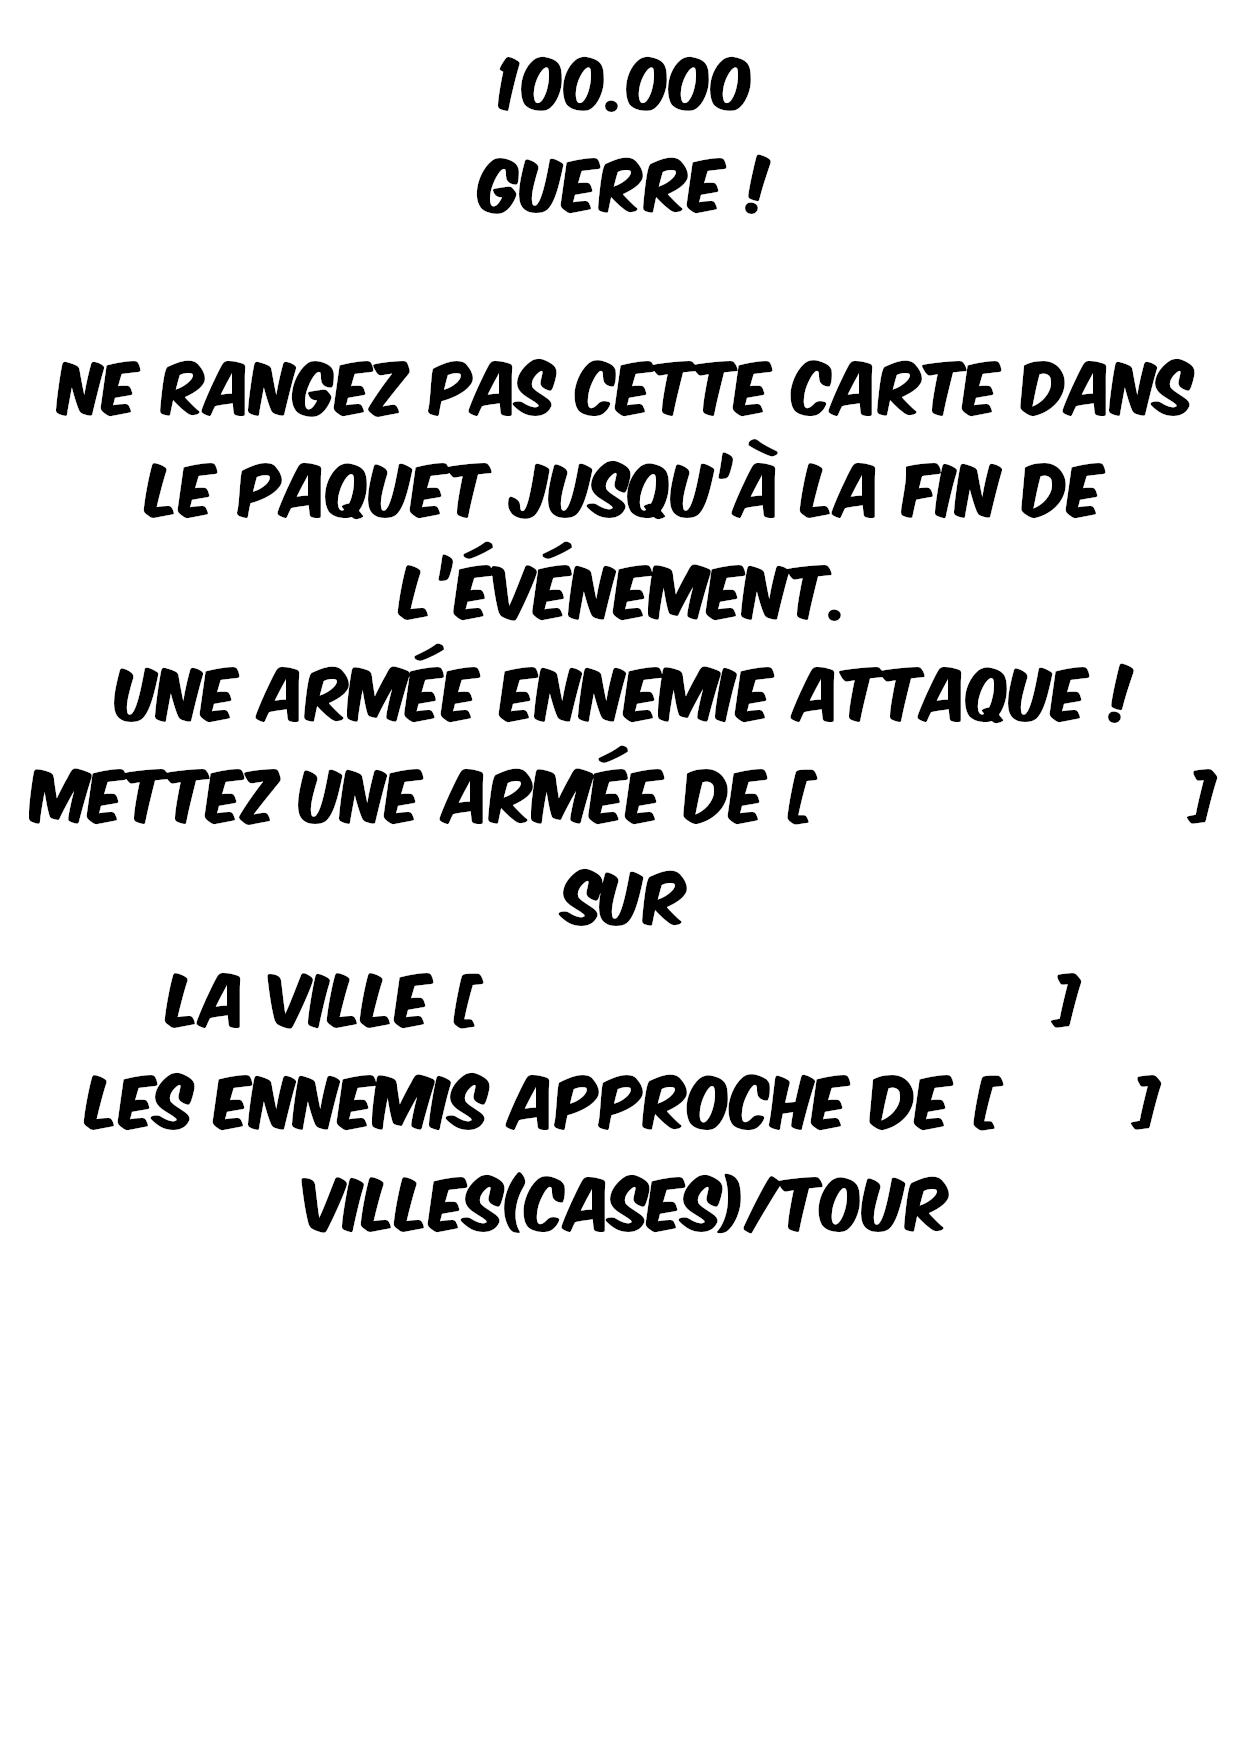 100.000
GUERRE !
NE RANGEZ PAS CETTE CARTE DANS
LE PAQUET JUSQU'À LA FIN DE
L'ÉVÉNEMENT.
UNE ARMÉE ENNEMIE ATTAQUE !
METTEZ UNE ARMÉE DE [ ]
SUR
LA VILLE [ ]
LES ENNEMIS APPROCHE DE [ ]
VILLES(CASES)/TOUR